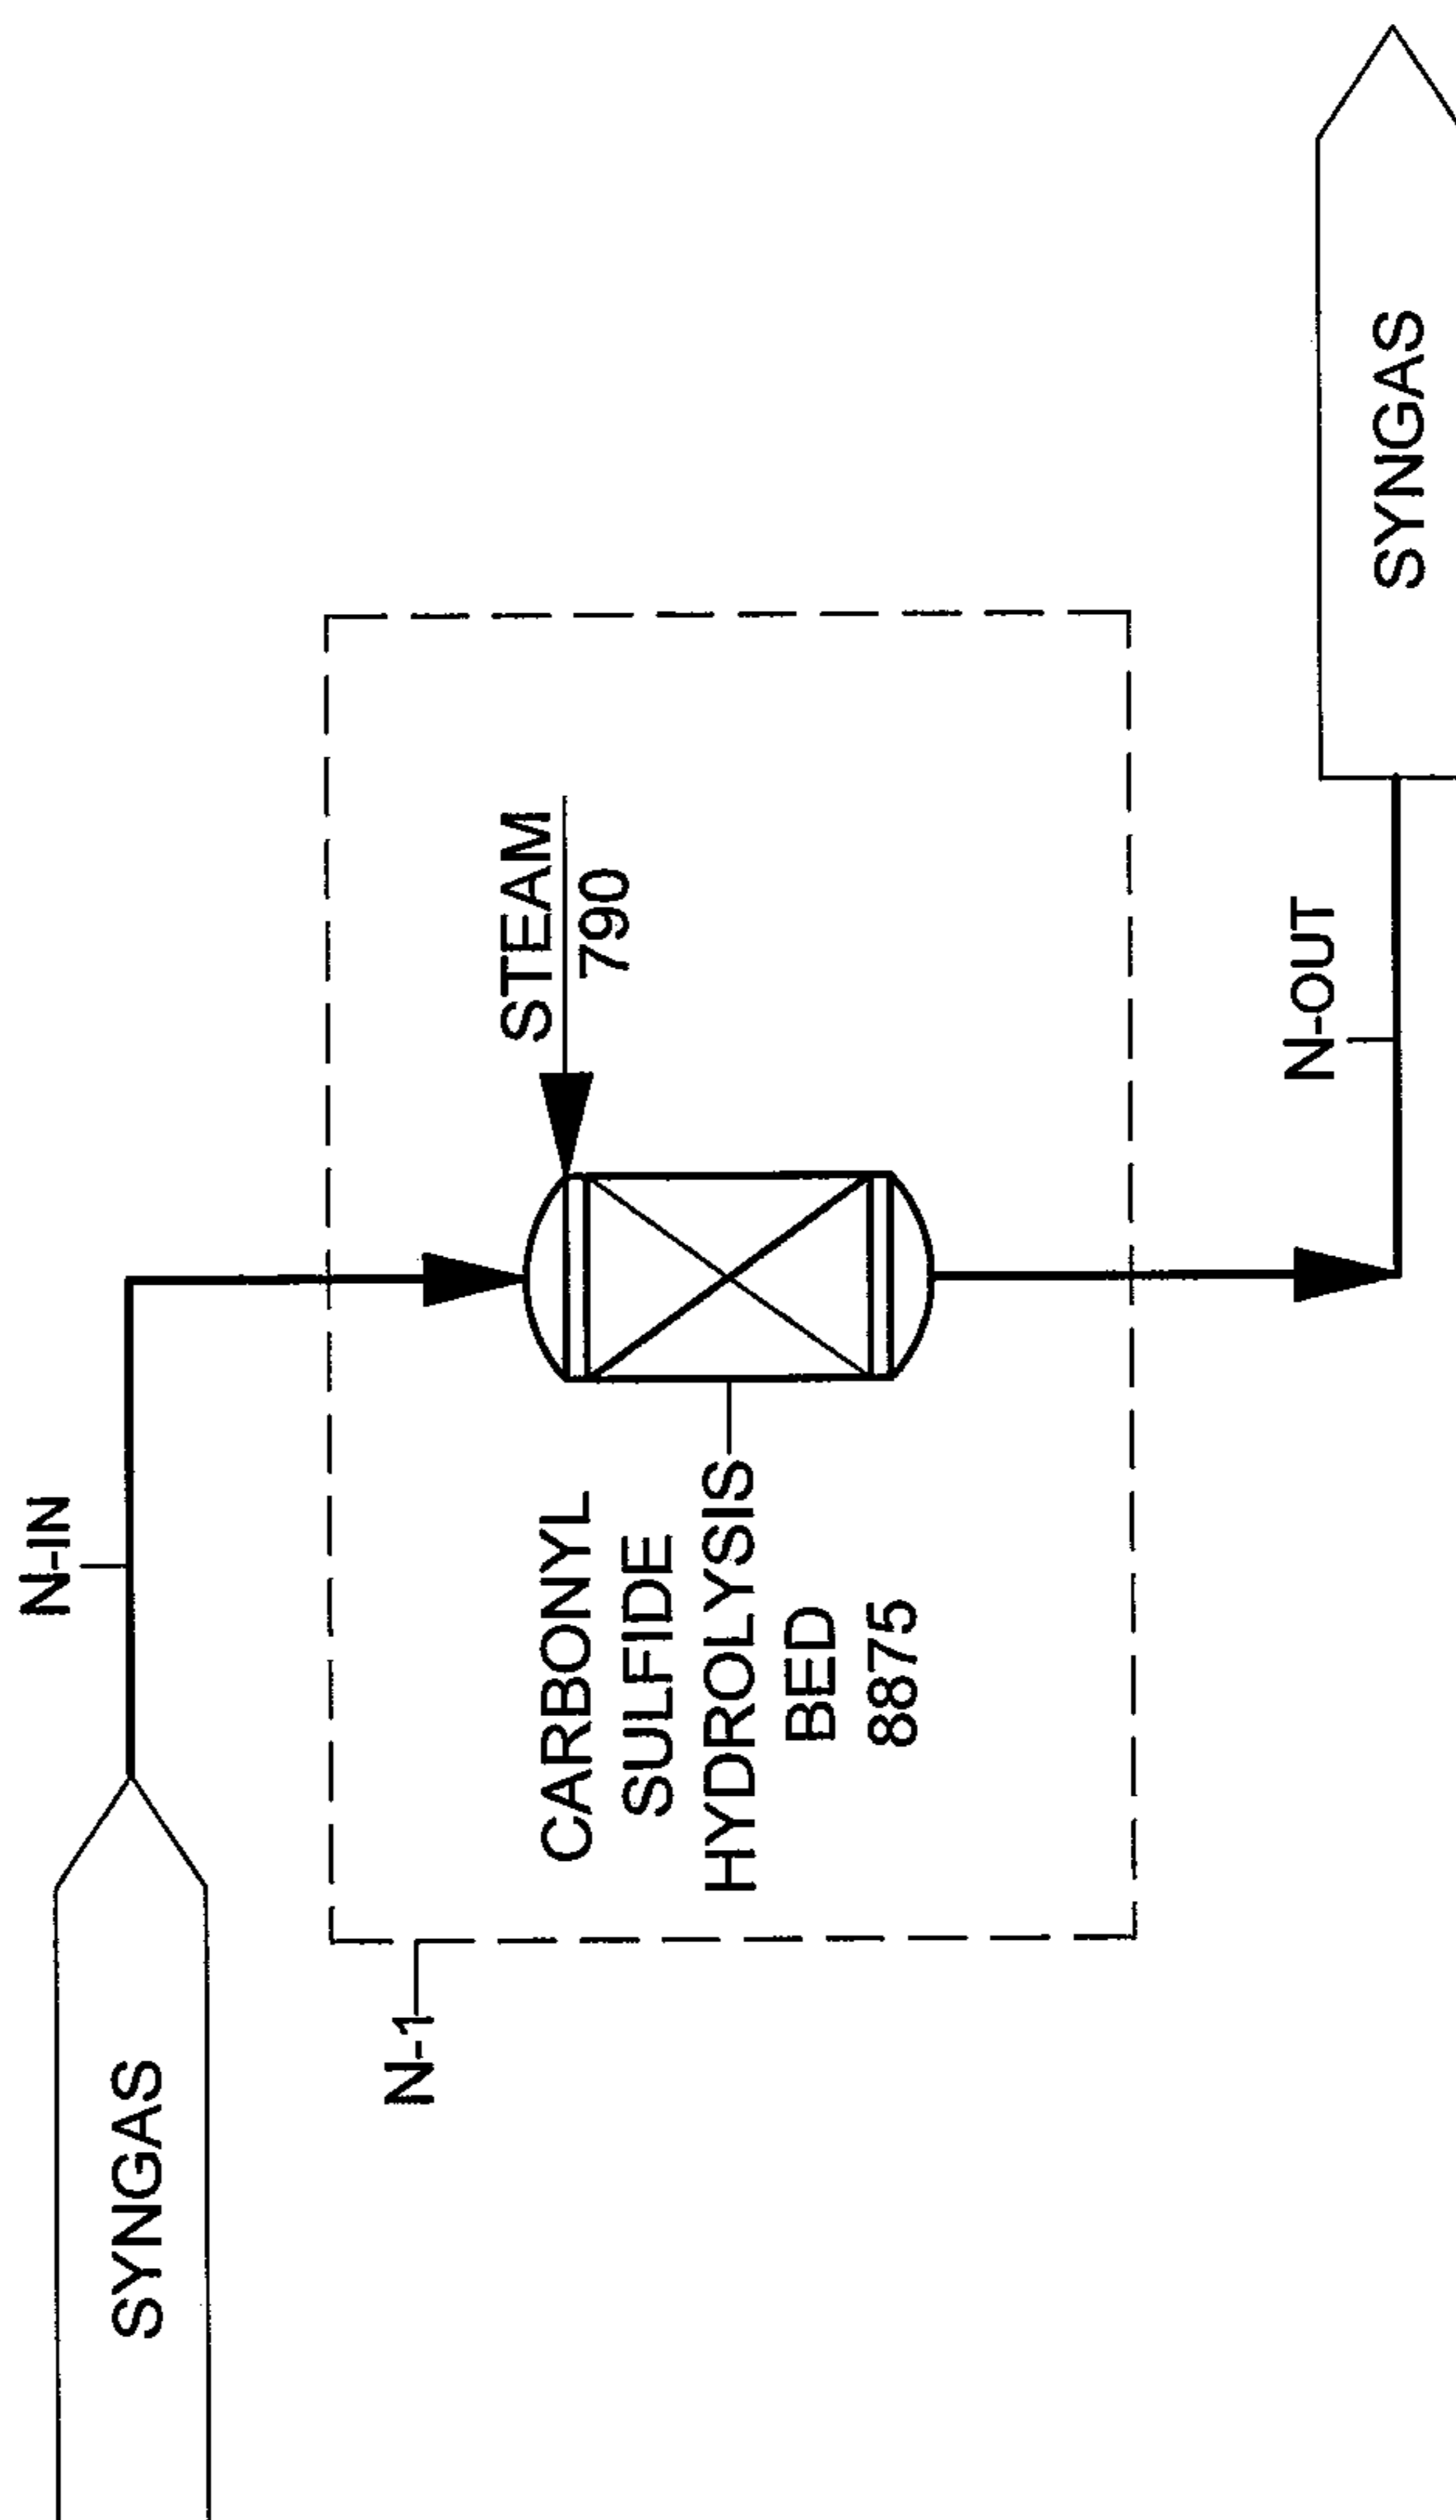 SYNGAS
N-IN
N-1
STEAM
790
CARBONYL
SULFIDE
HYDROLYSIS
BED
8875
N-OUT
SYNGAS